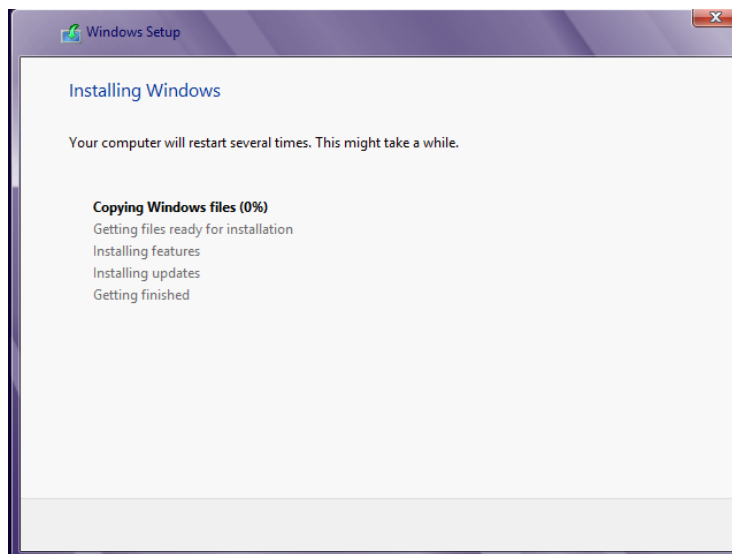 Windows Setup
Installing Windows
Your computer will restart several times. This might take a while.
Copying Windows files (0%)
Getting files ready for installation
Installing features
Installing updates
Getting finished